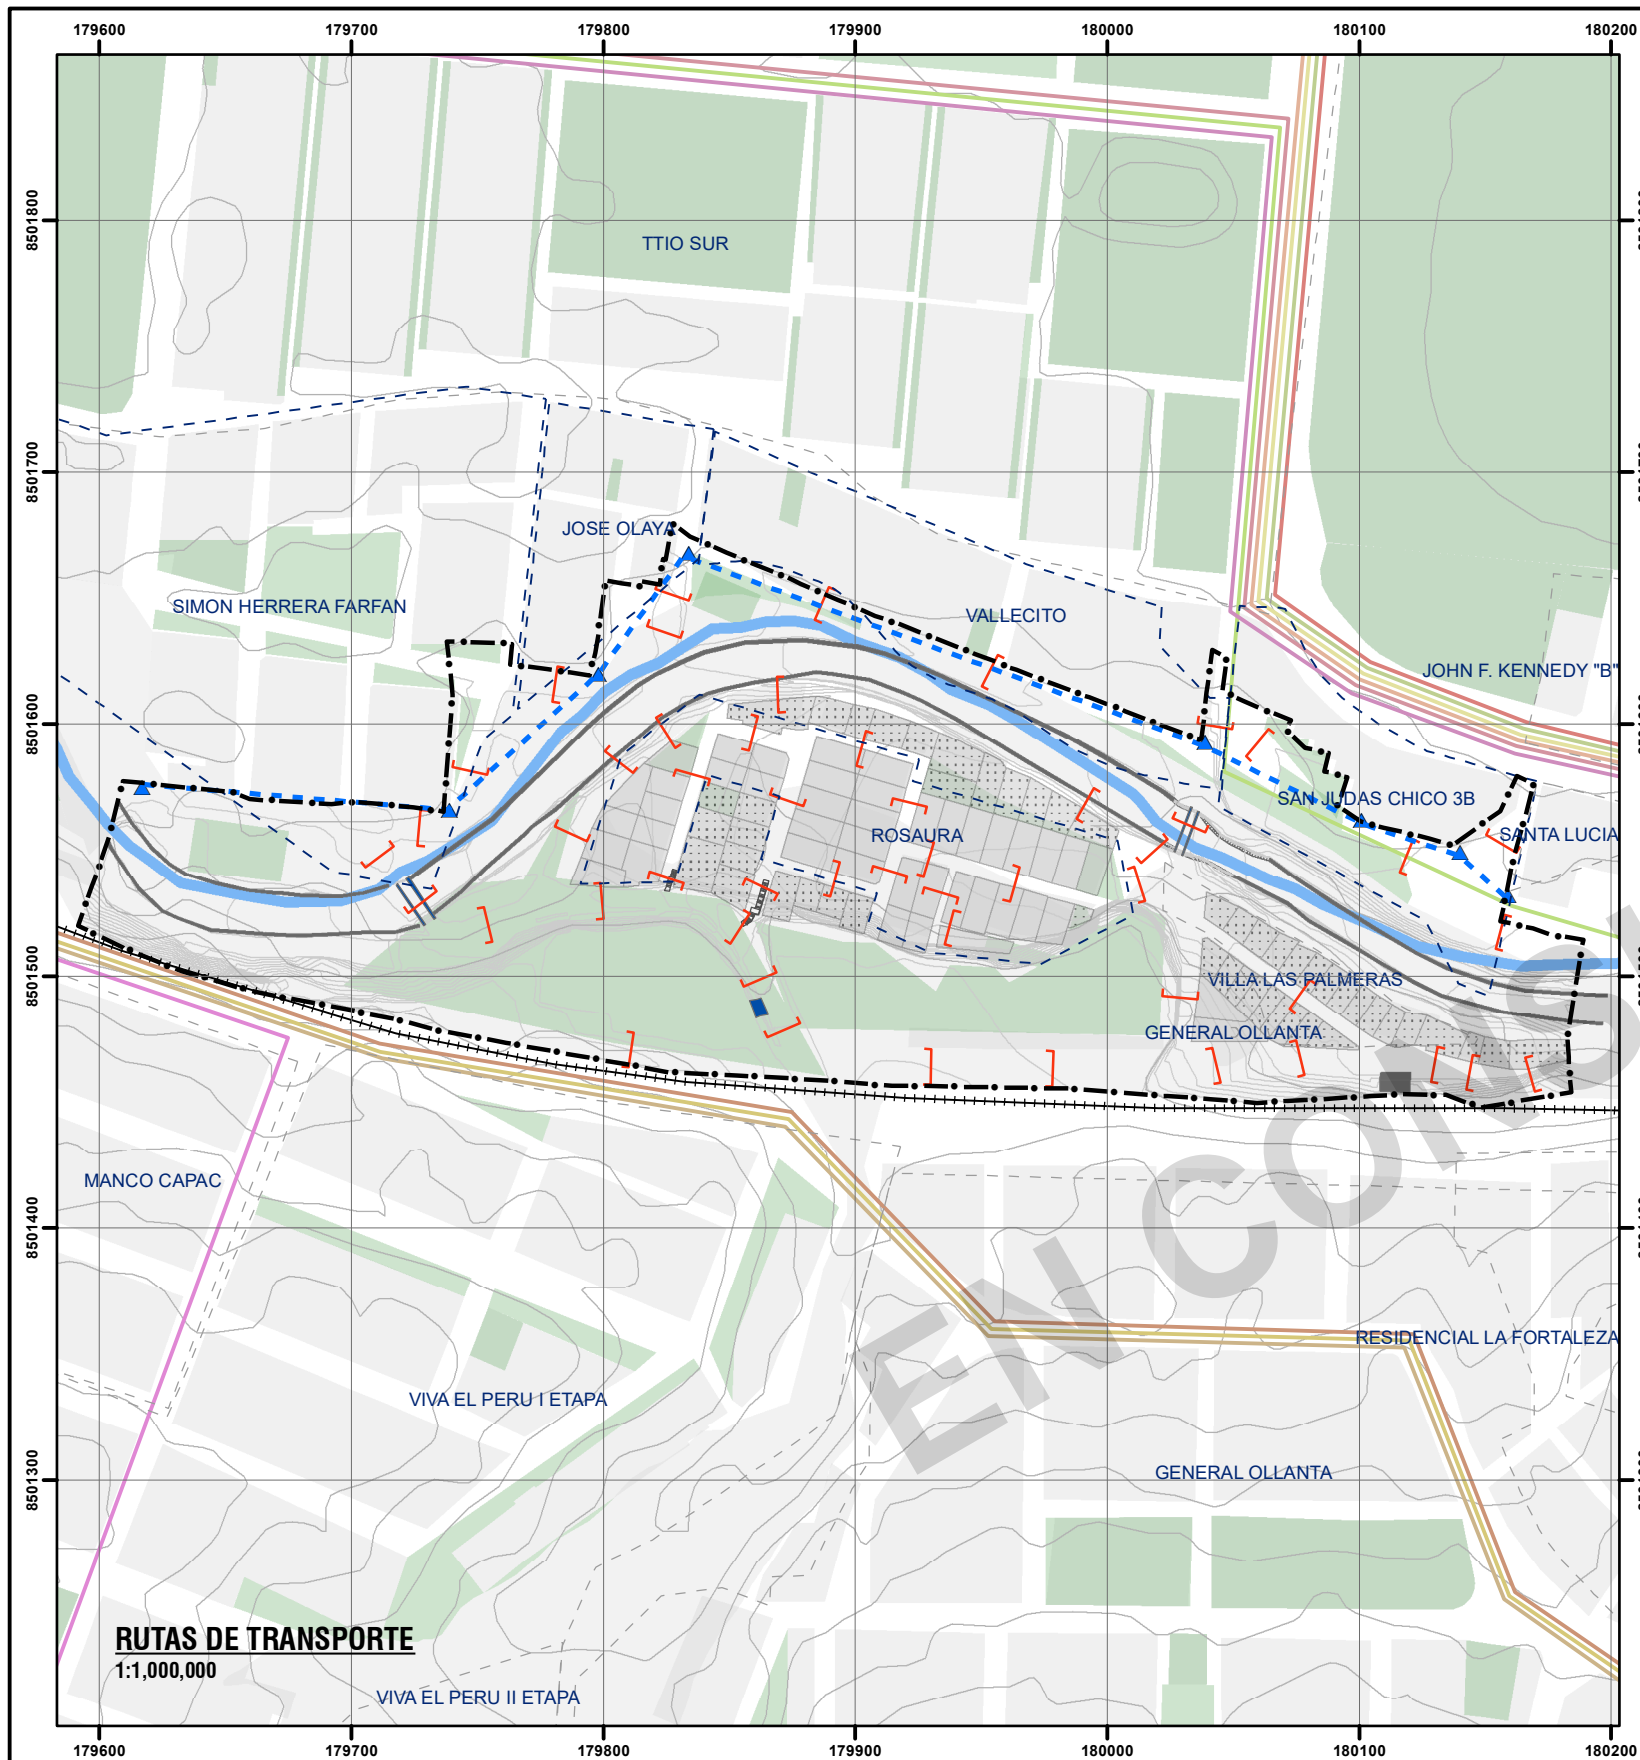 179600 179700 179800 179900 180000 180100 180200
8501800
TTIO SUR
8501700
JOSE OLAYA
SIMON HERRERA FARFAN
VALLECITO
JOHN F. KENNEDY "B"
8501600
SAN JUDAS CHICO 3B
ROSAURA
SANTA LUCIA
8501500
VILLA LAS PALMERAS
GENERAL OLLANTA
MANCO CAPAC
8501400
RESIDENCIAL LA FORTALEZA
VIVA EL PERU I ETAPA
8501300
GENERAL OLLANTA
EN CONS
RUTAS DE TRANSPORTE
1:1,000,000
VIVA EL PERU II ETAPA
179600 179700 179800 179900 180000 180100 180200